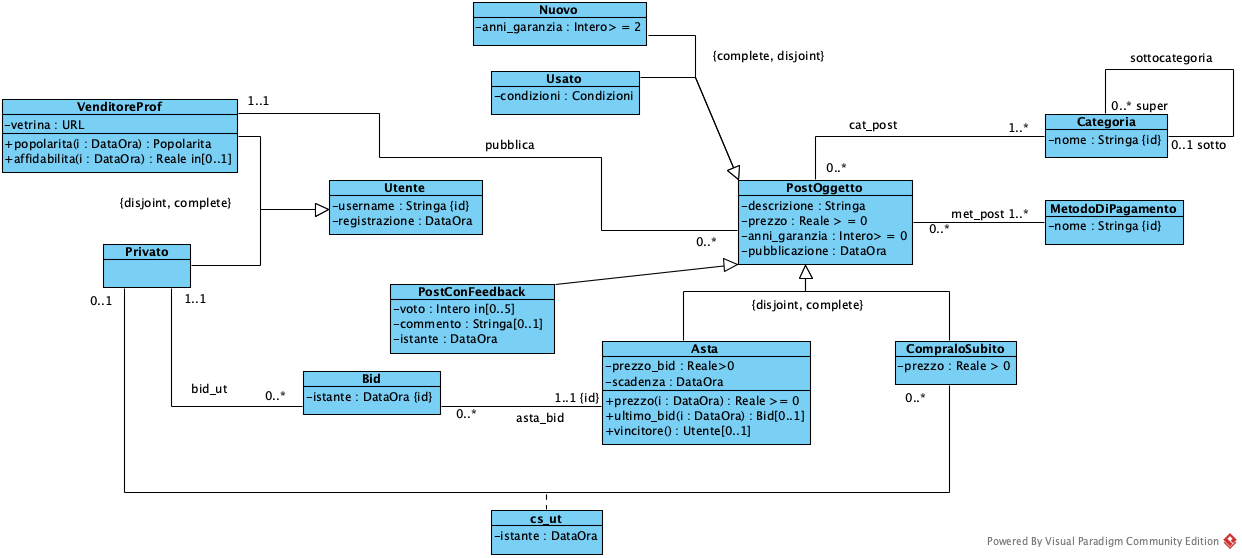 Nuovo
-anni_garanzia : Intero> = 2
{complete, disjoint}
Usato
-condizioni : Condizioni
sottocategoria
0..* super
VenditoreProf
-vetrina : URL
+popolarita(i : DataOra) : Popolarita
+affidabilita(i : DataOra) : Reale in[0..1]
1..1
pubblica
cat_post
1..*
Categoria
-nome : Stringa {id}
0..1 sotto
0..*
{disjoint, complete}
Utente
-username : Stringa {id}
-registrazione : DataOra
PostOggetto
-descrizione : Stringa
-prezzo : Reale > = 0
-anni_garanzia : Intero> = 0
-pubblicazione : DataOra
0..*
met_post 1..*
0..*
MetodoDiPagamento
-nome : Stringa {id}
Privato
0..1
1..1
PostConFeedback
-voto : Intero in[0..5]
-commento : Stringa[0..1]
-istante : DataOra
{disjoint, complete}
Asta
-prezzo_bid : Reale>0
-scadenza : DataOra
+prezzo(i : DataOra) : Reale >= 0
+ultimo_bid(i : DataOra) : Bid[0..1]
+vincitore() : Utente[0..1]
CompraloSubito
-prezzo : Reale > 0
0..*
bid_ut
0..*
Bid
-istante : DataOra {id}
0..*
asta_bid
1..1 {id}
cs_ut
-istante : DataOra
Powered By Visual Paradigm Community Edition